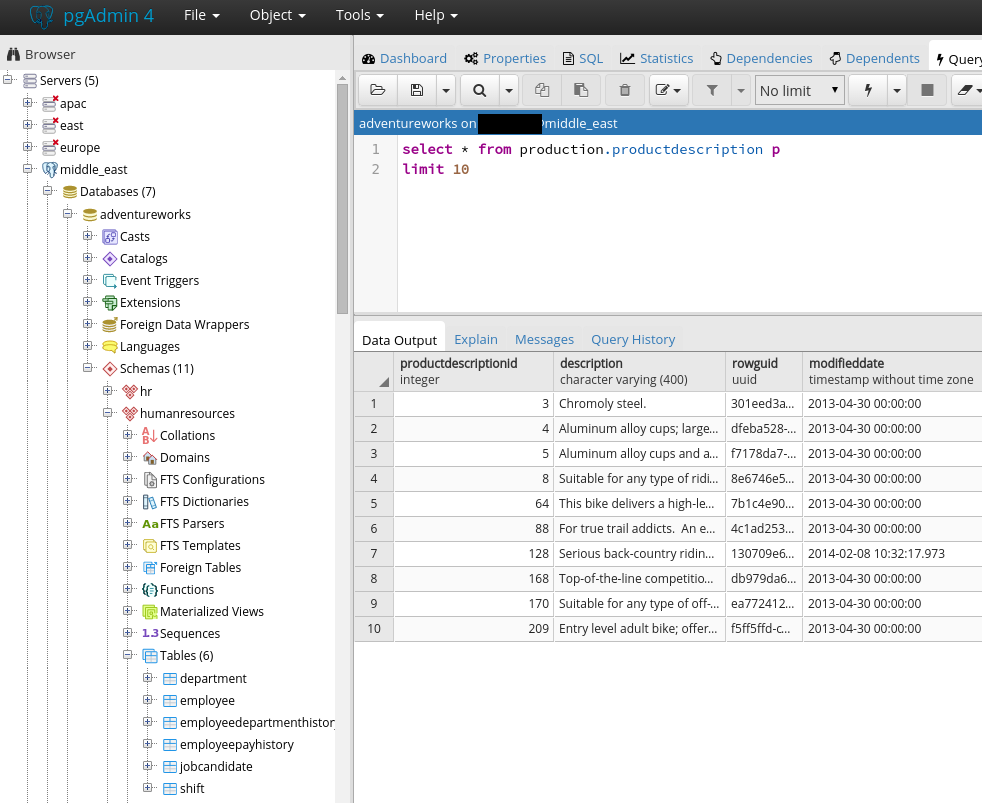 pgAdmin 4 File Object Tools Help
Browser
Servers (5)
apac
east
europe
middle_east
Databases (7)
adventureworks
Casts
Catalogs
Event Triggers
Extensions
Foreign Data Wrappers
Languages
Schemas (11)
hr
humanresources
Collations
Domains
FTS Configurations
FTS Dictionaries
Aa FTS Parsers
FTS Templates
Foreign Tables
Functions
Materialized Views
1.3 Sequences
Tables (6)
department
employee
employeedepartmenthistor
employeepayhistory
jobcandidate
shift
Dashboard Properties SQL Statistics Dependencies Dependents Query
No limit
adventureworks on middle_east
1 select * from production.productdescription p
2 limit 10
Data Output Explain Messages Query History
productdescriptionid description rowguid modifieddate
integer character varying (400) uuid timestamp without time zone
1 3 Chromoly steel. 301eed3a... 2013-04-30 00:00:00
2 4 Aluminum alloy cups; large... dfeba528-... 2013-04-30 00:00:00
3 5 Aluminum alloy cups and a... f7178da7-... 2013-04-30 00:00:00
4 8 Suitable for any type of ridi... 8e6746e5... 2013-04-30 00:00:00
5 64 This bike delivers a high-le... 7b1c4e90... 2013-04-30 00:00:00
6 88 For true trail addicts.  An e... 4c1ad253... 2013-04-30 00:00:00
7 128 Serious back-country ridin... 130709e6... 2014-02-08 10:32:17.973
8 168 Top-of-the-line competitio... db979da6... 2013-04-30 00:00:00
9 170 Suitable for any type of off-... ea772412... 2013-04-30 00:00:00
10 209 Entry level adult bike; offer... f5ff5ffd-c... 2013-04-30 00:00:00